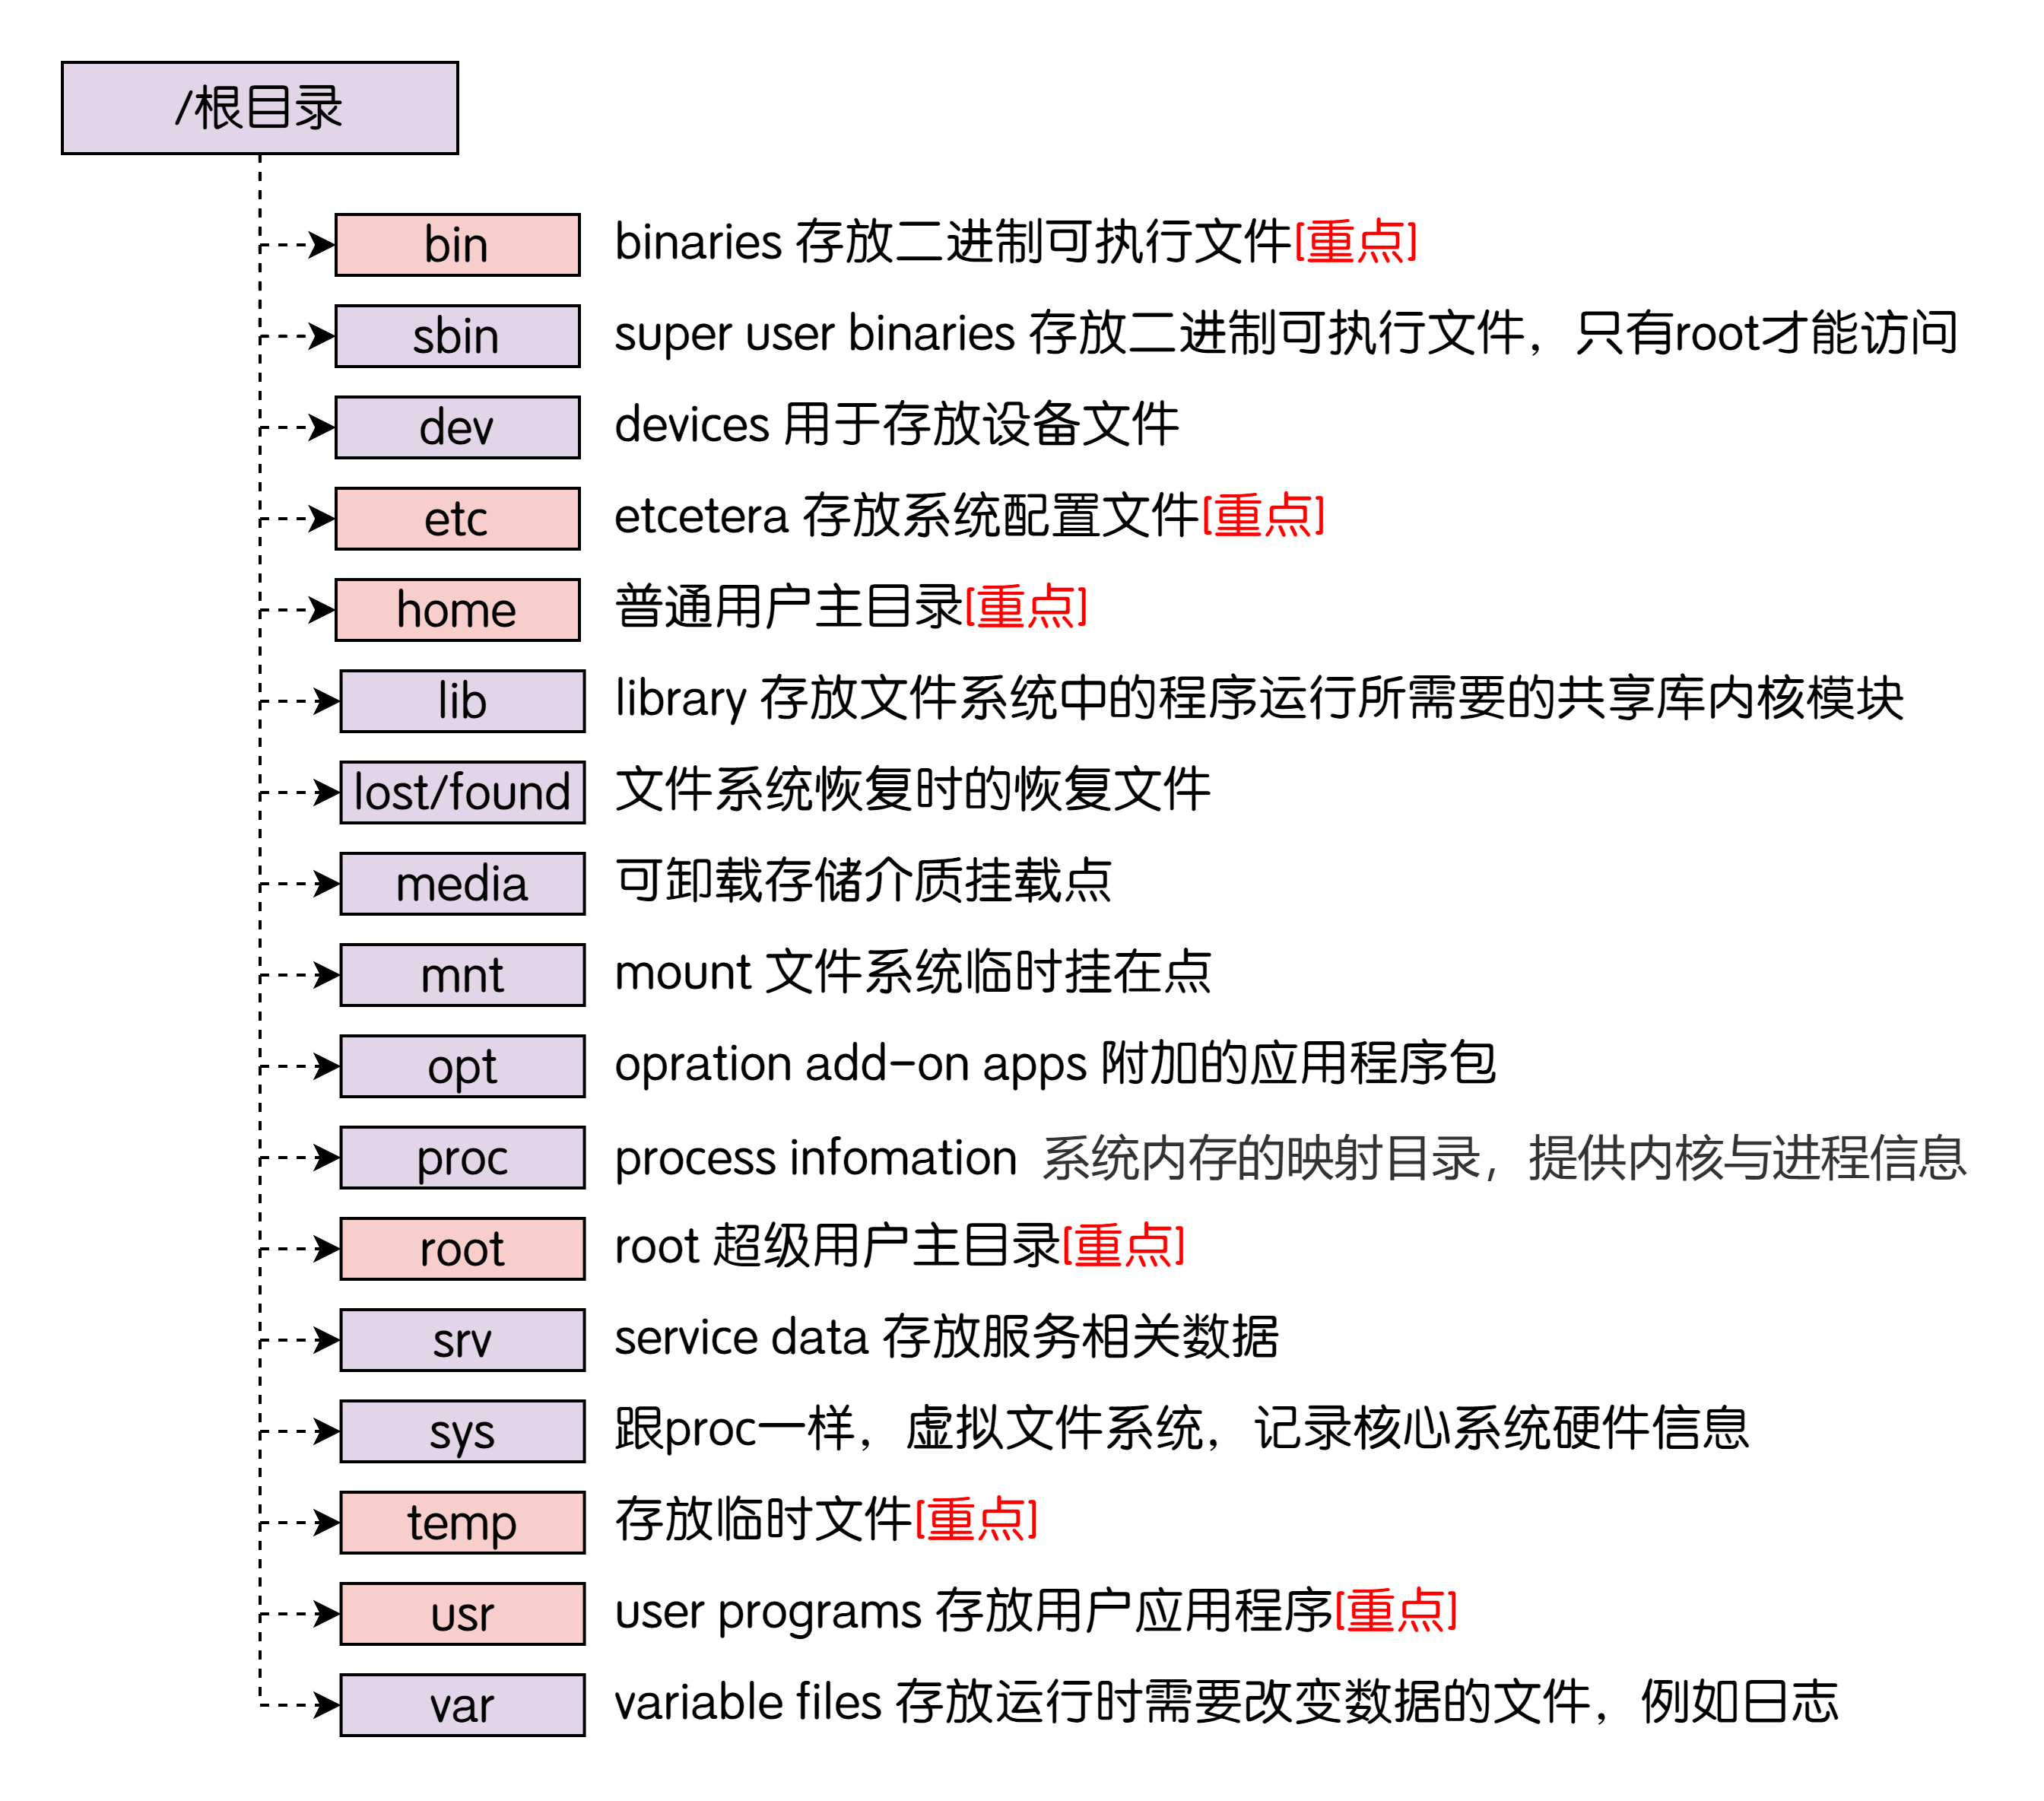 /根目录
bin binaries 存放二进制可执行文件[重点]
sbin super user binaries 存放二进制可执行文件，只有root才能访问
dev devices 用于存放设备文件
etc etcetera 存放系统配置文件[重点]
home 普通用户主目录[重点]
lib library 存放文件系统中的程序运行所需要的共享库内核模块
lost/found 文件系统恢复时的恢复文件
media 可卸载存储介质挂载点
mnt mount 文件系统临时挂在点
opt opration add-on apps 附加的应用程序包
proc process infomation 系统内存的映射目录，提供内核与进程信息
root root 超级用户主目录[重点]
srv service data 存放服务相关数据
sys 跟proc一样，虚拟文件系统，记录核心系统硬件信息
temp 存放临时文件[重点]
usr user programs 存放用户应用程序[重点]
var variable files 存放运行时需要改变数据的文件，例如日志